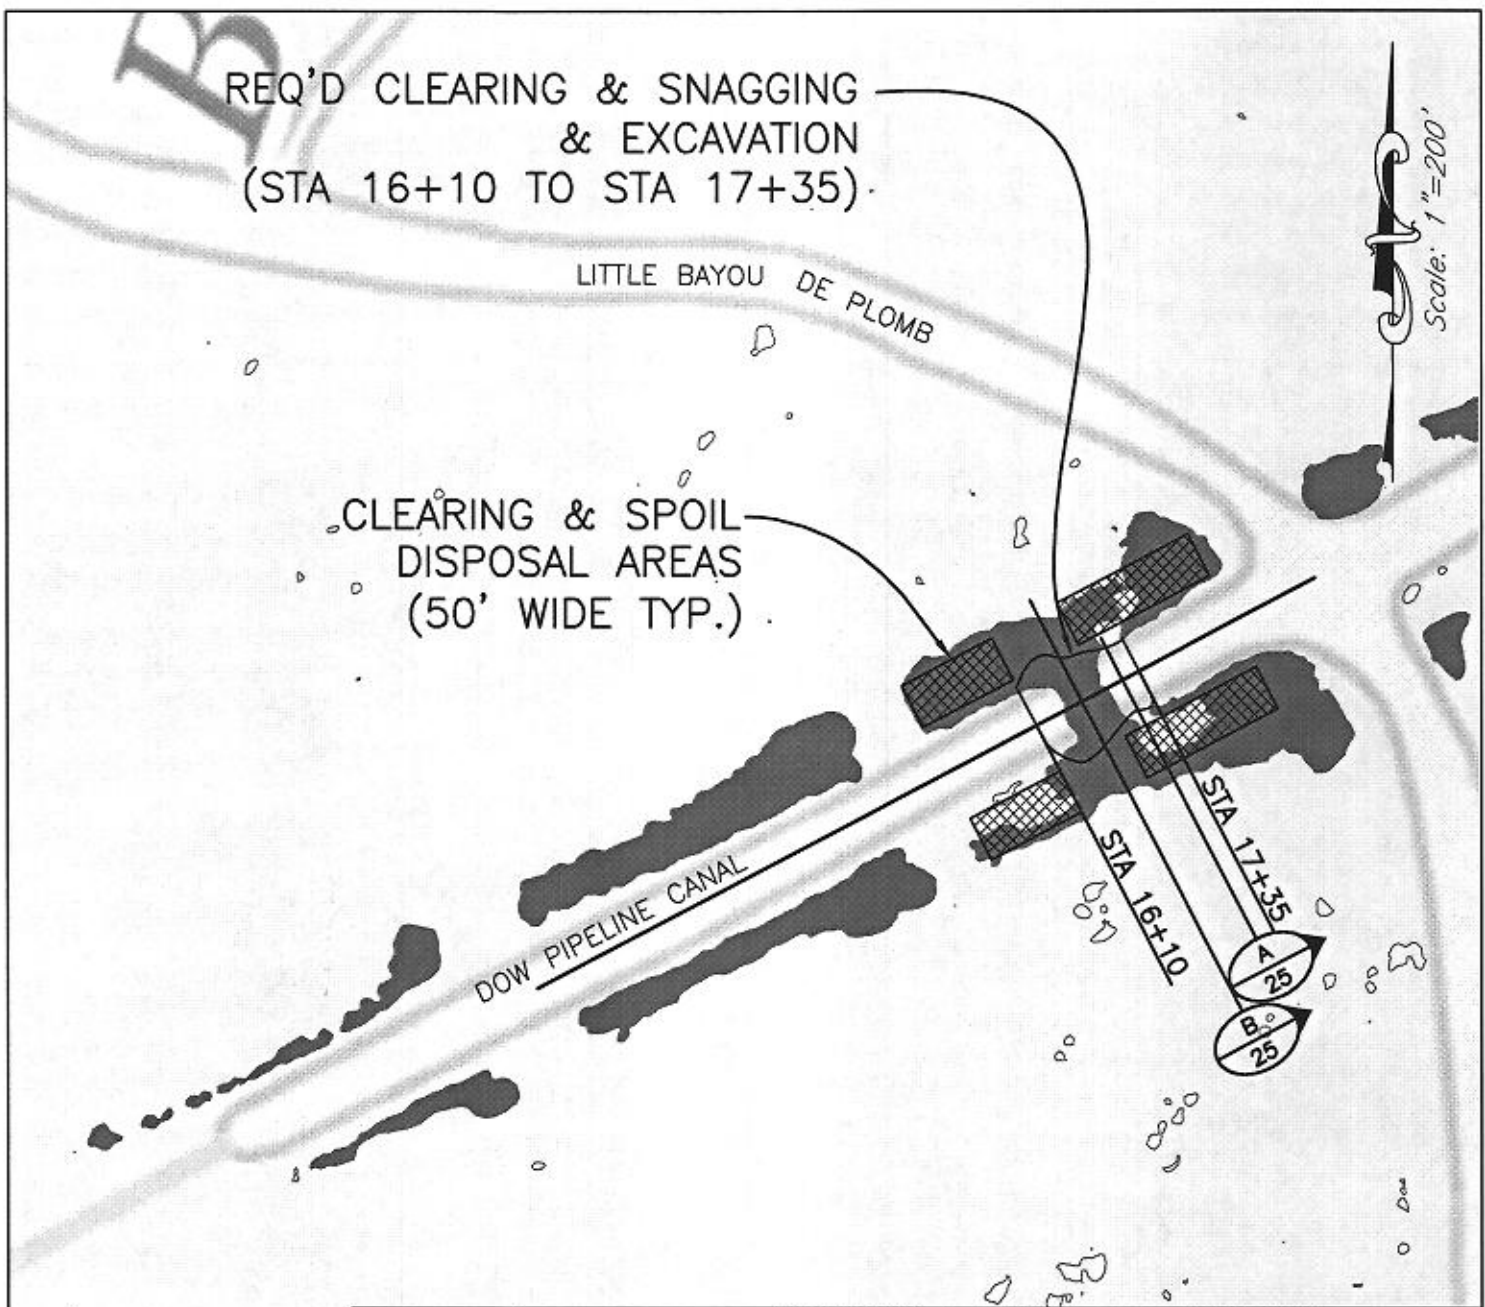 B
REQ'D CLEARING & SNAGGING
& EXCAVATION
(STA 16+10 TO STA 17+35)
Scale: 1"=200'
LITTLE BAYOU DE PLOMB
CLEARING & SPOIL
DISPOSAL AREAS
(50' WIDE TYP.)
DOW PIPELINE CANAL
STA 16+10
STA 17+35
A
25
B
25